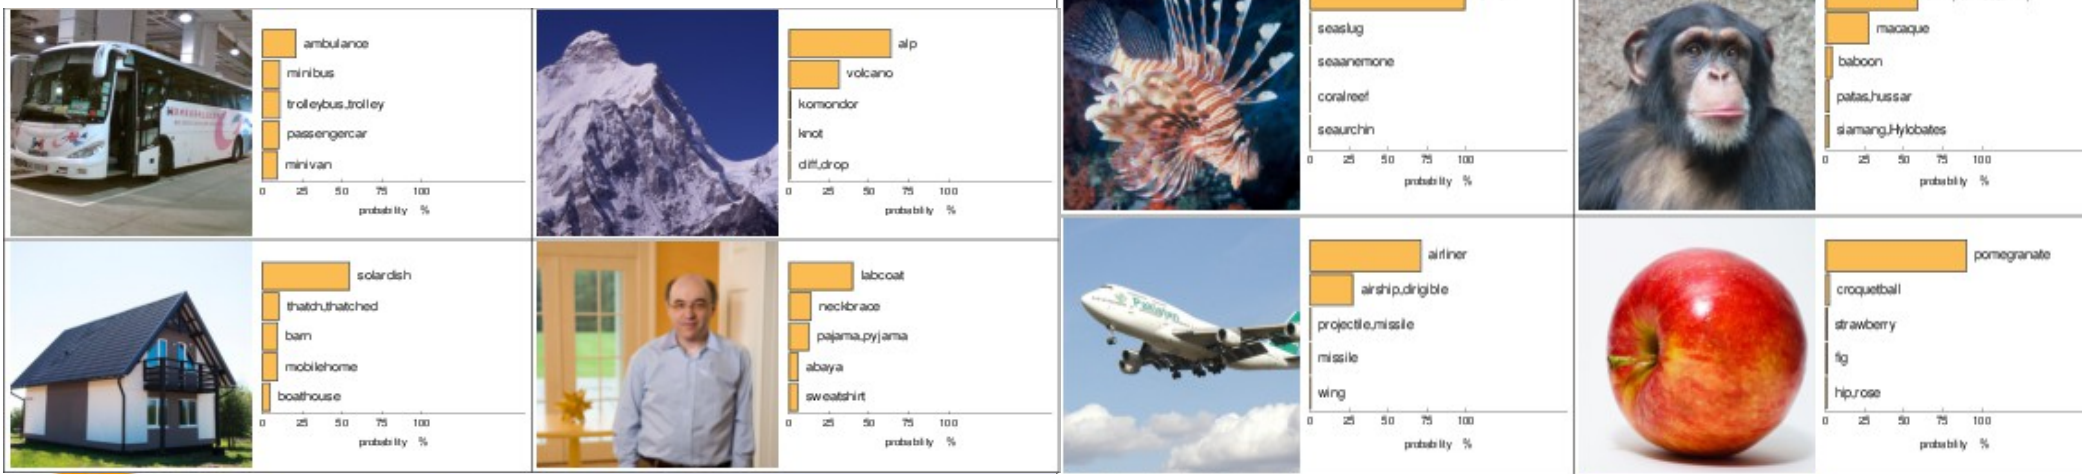 ambulance
minibus
trolleybus,trolley
passengercar
minivan
0 25 50 75 100
probability %
alp
volcano
komondor
knot
cliff,drop
0 25 50 75 100
probability %
seaslug
seaanemone
coralreef
seaurchin
0 25 50 75 100
probability %
macaque
baboon
patas,hussar
siamang,Hylobates
0 25 50 75 100
probability %
solardish
thatch,thatched
barn
mobilehome
boathouse
0 25 50 75 100
probability %
labcoat
neckbrace
pajama,pyjama
abaya
sweatshirt
0 25 50 75 100
probability %
airliner
airship,dirigible
projectile,missile
missile
wing
0 25 50 75 100
probability %
pomegranate
croquetball
strawberry
fig
hip,rose
0 25 50 75 100
probability %